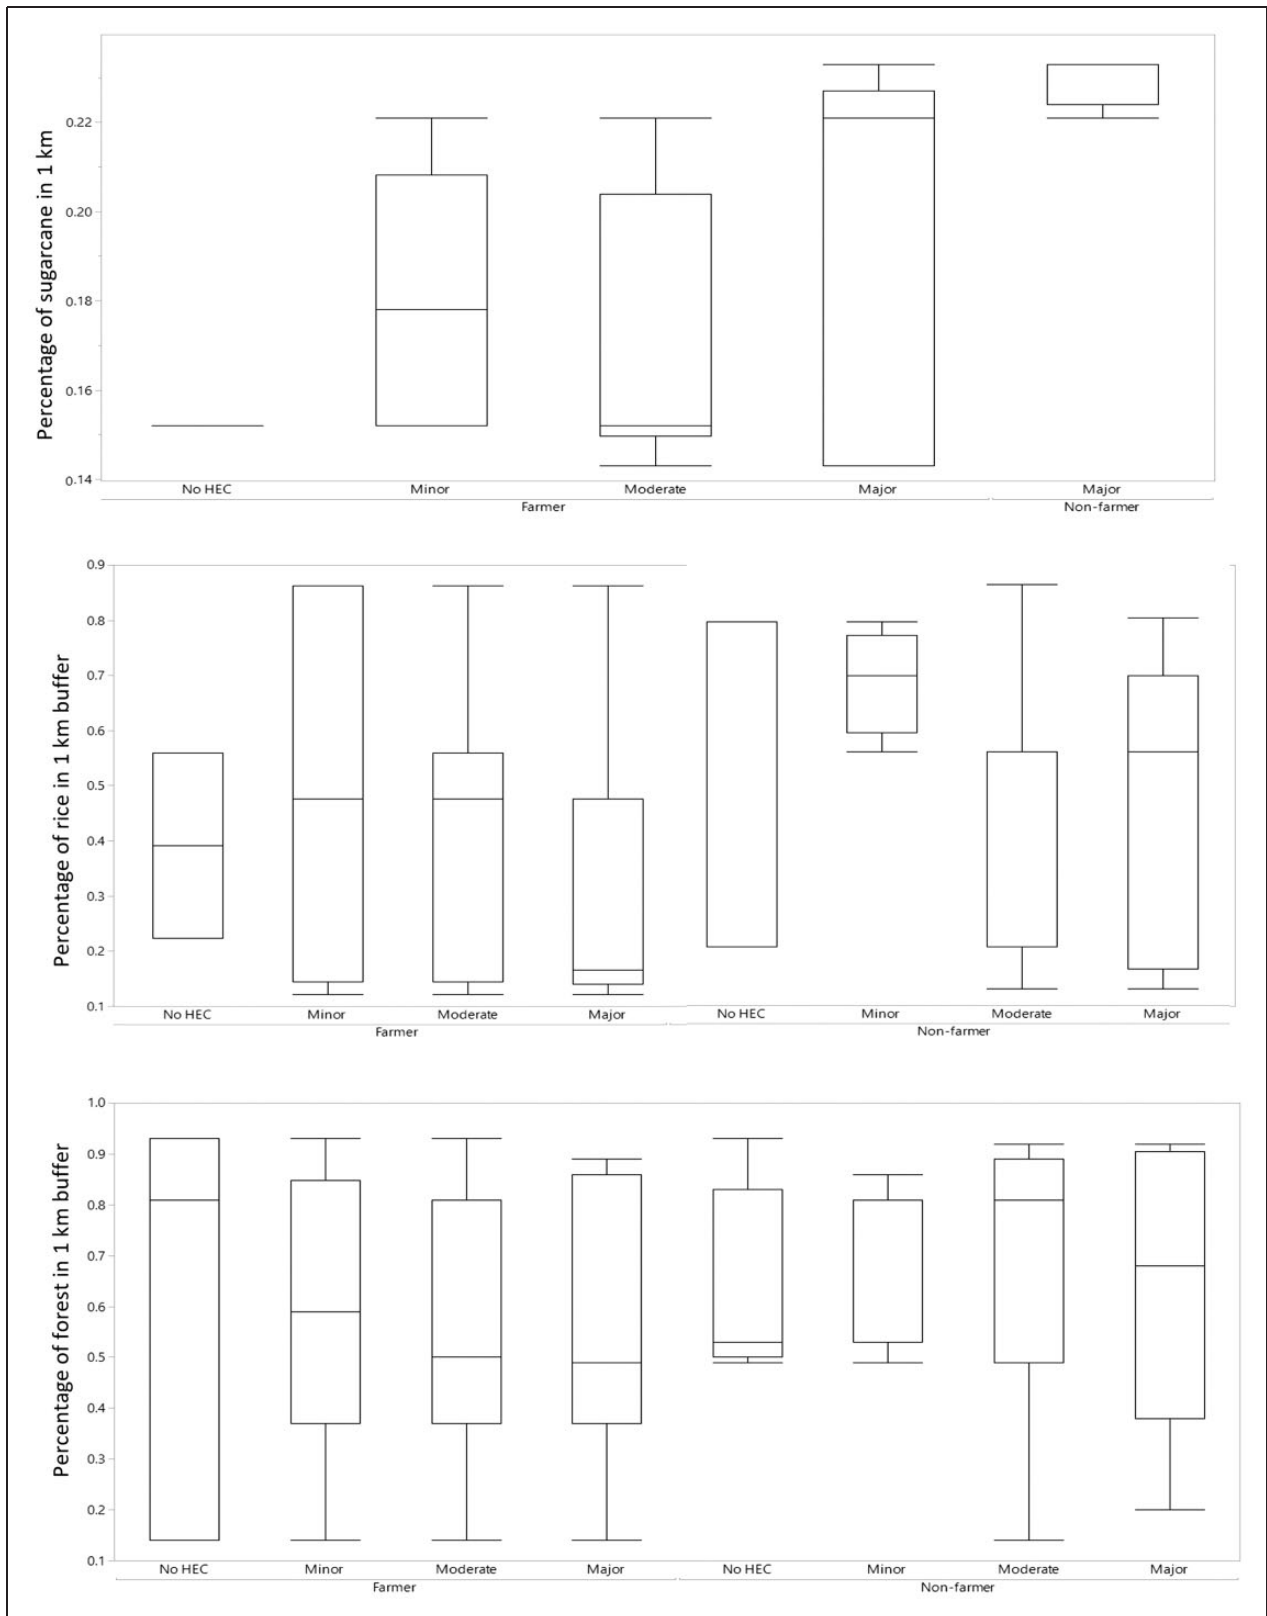 Percentage of sugarcane in 1 km
0.22
0.20
0.18
0.16
0.14
No HEC Minor Moderate Major Major
Farmer Non-farmer
Percentage of rice in 1 km buffer
0.9
0.8
0.7
0.6
0.5
0.4
0.3
0.2
0.1
No HEC Minor Moderate Major No HEC Minor Moderate Major
Farmer Non-farmer
Percentage of forest in 1 km buffer
1.0
0.9
0.8
0.7
0.6
0.5
0.4
0.3
0.2
0.1
No HEC Minor Moderate Major No HEC Minor Moderate Major
Farmer Non-farmer